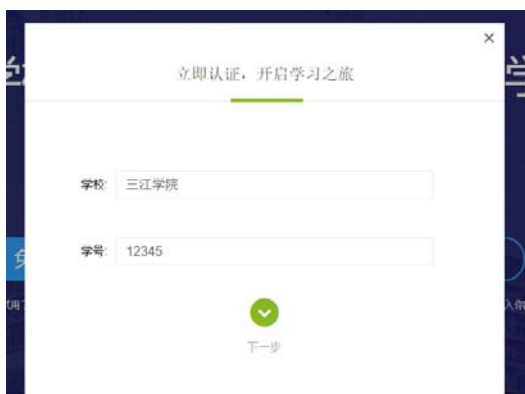 ×
立即认证，开启学习之旅
学校: 三江学院
学号: 12345
下一步